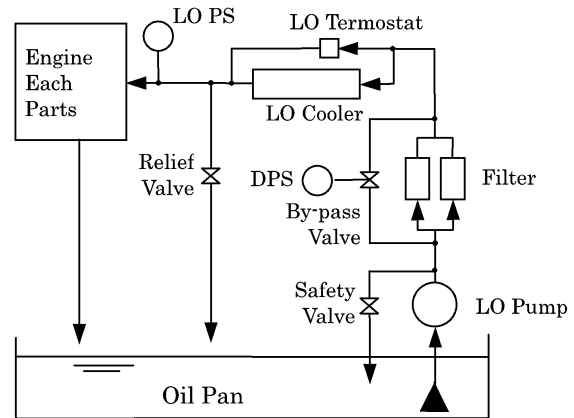 LO PS
LO Termostat
Engine
Each
Parts
LO Cooler
Relief
Valve
DPS
By-pass
Valve
Filter
Safety
Valve
LO Pump
Oil Pan